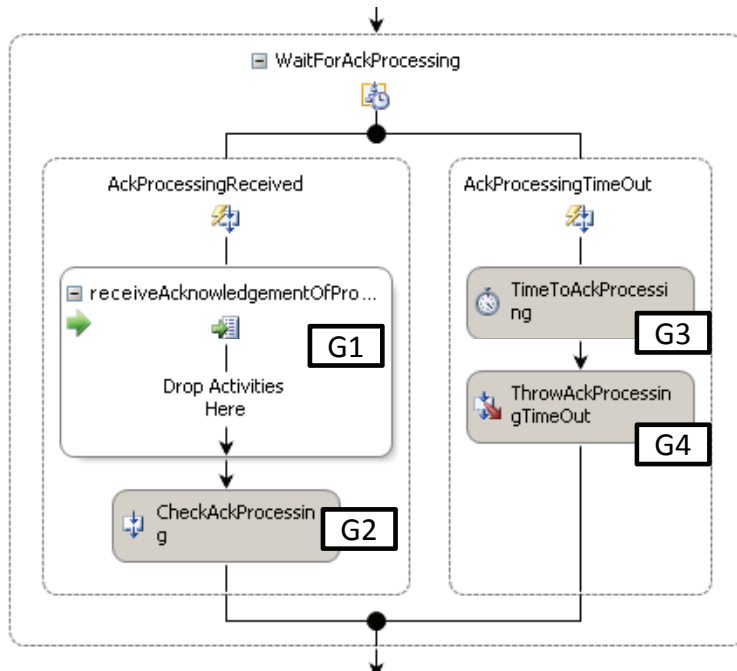 WaitForAckProcessing
AckProcessingReceived
receiveAcknowledgementOfPro ...
G1
Drop Activities
Here
CheckAckProcessin
g
G2
AckProcessingTimeOut
TimeToAckProcessi
ng
G3
ThrowAckProcessin
gTimeOut
G4